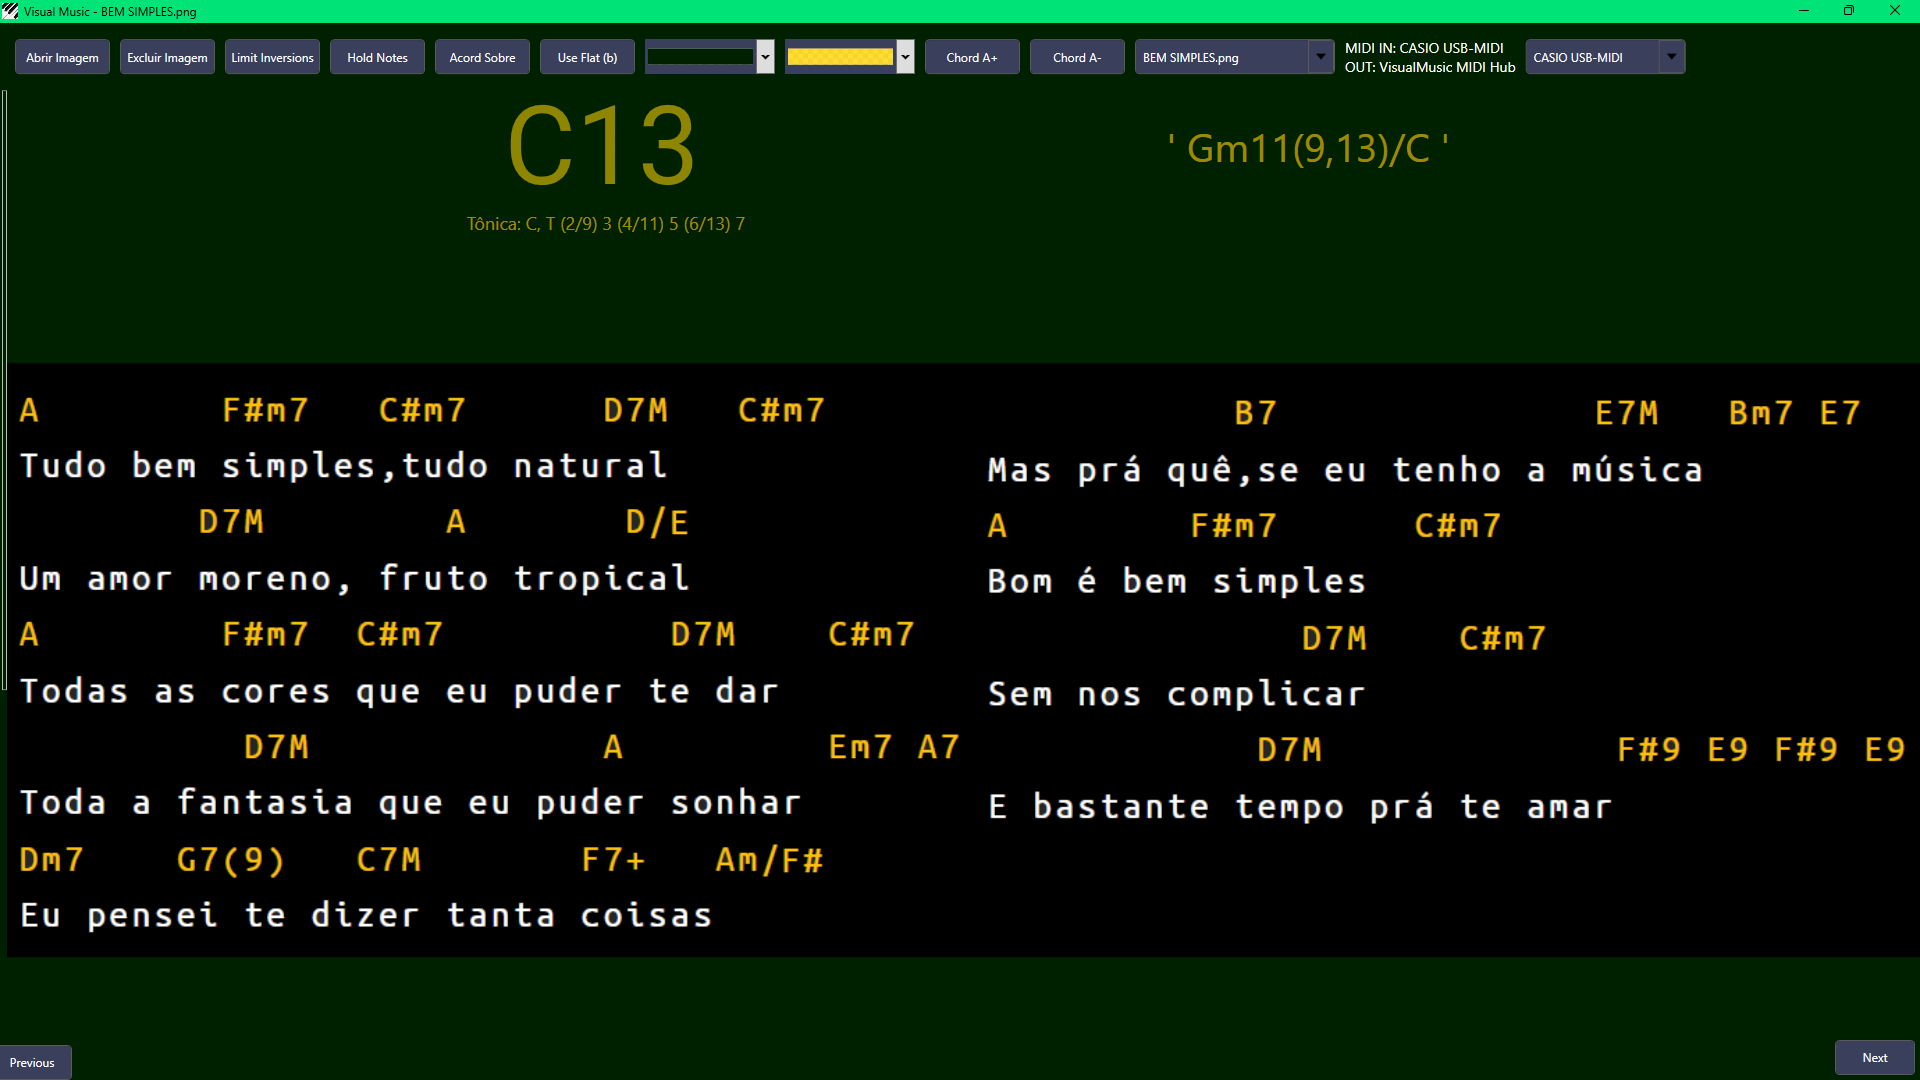 Visual Music - BEM SIMPLES.png
Abrir Imagem Excluir Imagem Limit Inversions Hold Notes Acord Sobre Use Flat (b) Chord A+ Chord A- BEM SIMPLES.png MIDI IN: CASIO USB-MIDI CASIO USB-MIDI
OUT: VisualMusic MIDI Hub
C13
' Gm11(9,13)/C '
Tônica: C, T (2/9) 3 (4/11) 5 (6/13) 7
A F#m7 C#m7 D7M C#m7
Tudo bem simples,tudo natural
D7M A D/E
Um amor moreno, fruto tropical
A F#m7 C#m7 D7M C#m7
Todas as cores que eu puder te dar
D7M A Em7 A7
Toda a fantasia que eu puder sonhar
Dm7 G7(9) C7M F7+ Am/F#
Eu pensei te dizer tanta coisas
B7 E7M Bm7 E7
Mas prá quê,se eu tenho a música
A F#m7 C#m7
Bom é bem simples
D7M C#m7
Sem nos complicar
D7M F#9 E9 F#9 E9
E bastante tempo prá te amar
Previous
Next